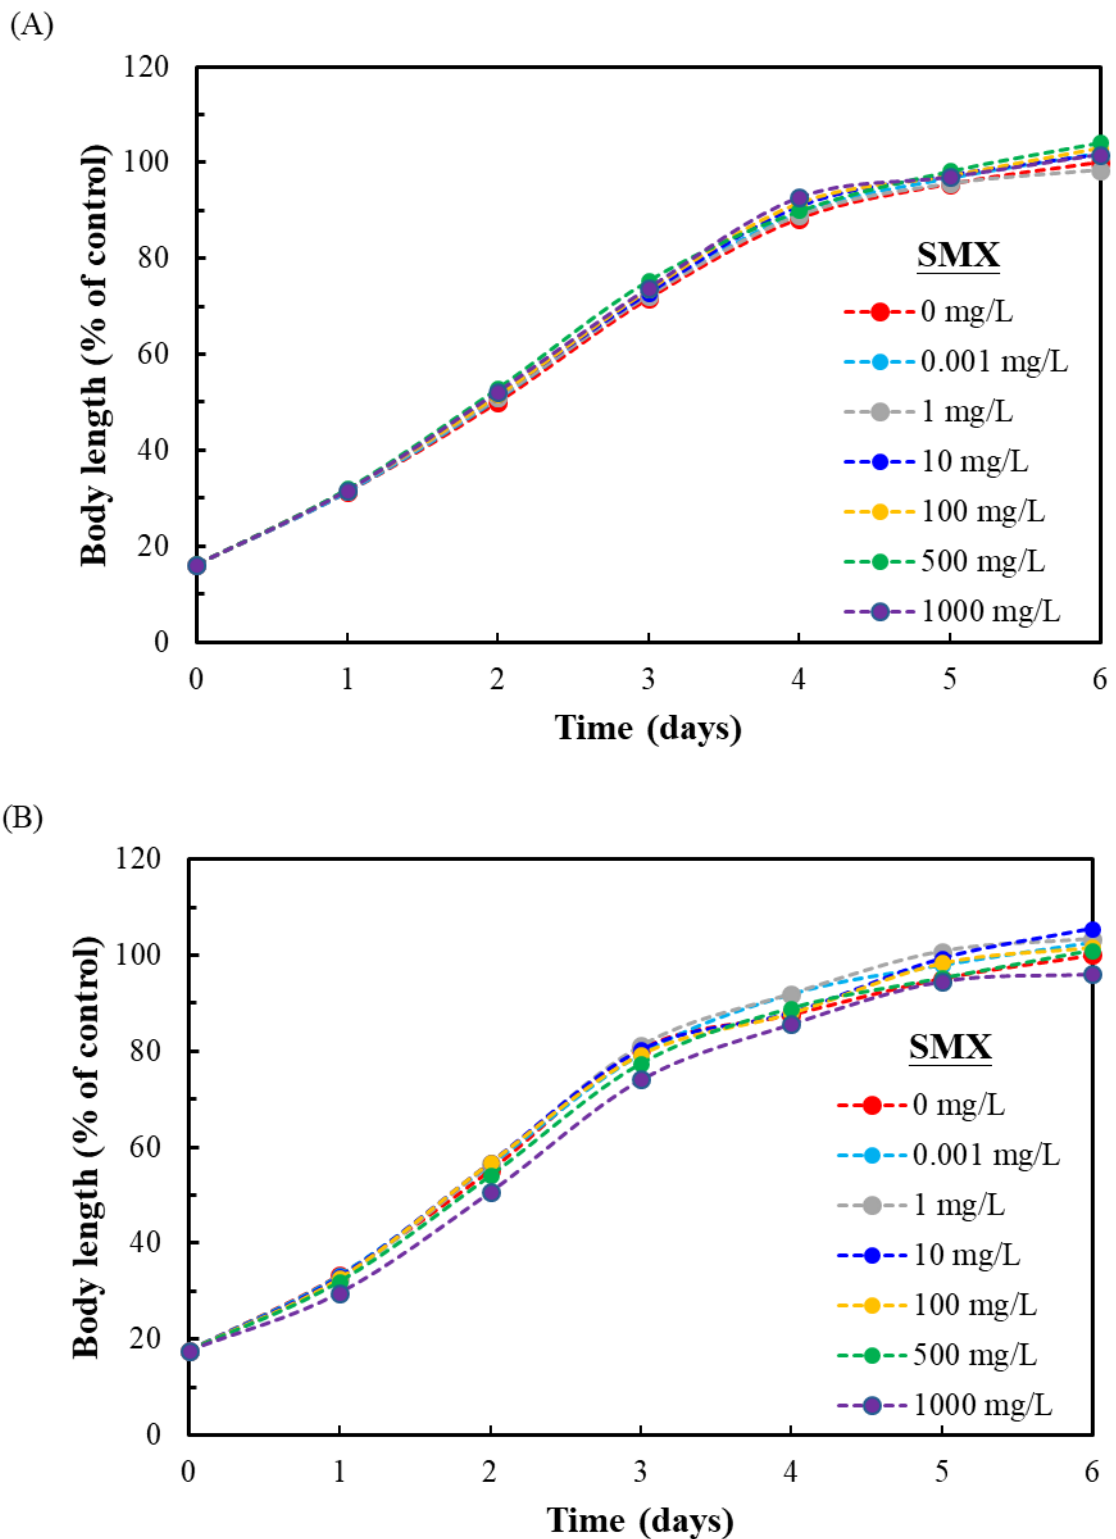 (A)
120
100
80
60
40
20
0
Body length (% of control)
SMX
0 mg/L
0.001 mg/L
1 mg/L
10 mg/L
100 mg/L
500 mg/L
1000 mg/L
0 1 2 3 4 5 6
Time (days)
(B)
120
100
80
60
40
20
0
Body length (% of control)
SMX
0 mg/L
0.001 mg/L
1 mg/L
10 mg/L
100 mg/L
500 mg/L
1000 mg/L
0 1 2 3 4 5 6
Time (days)